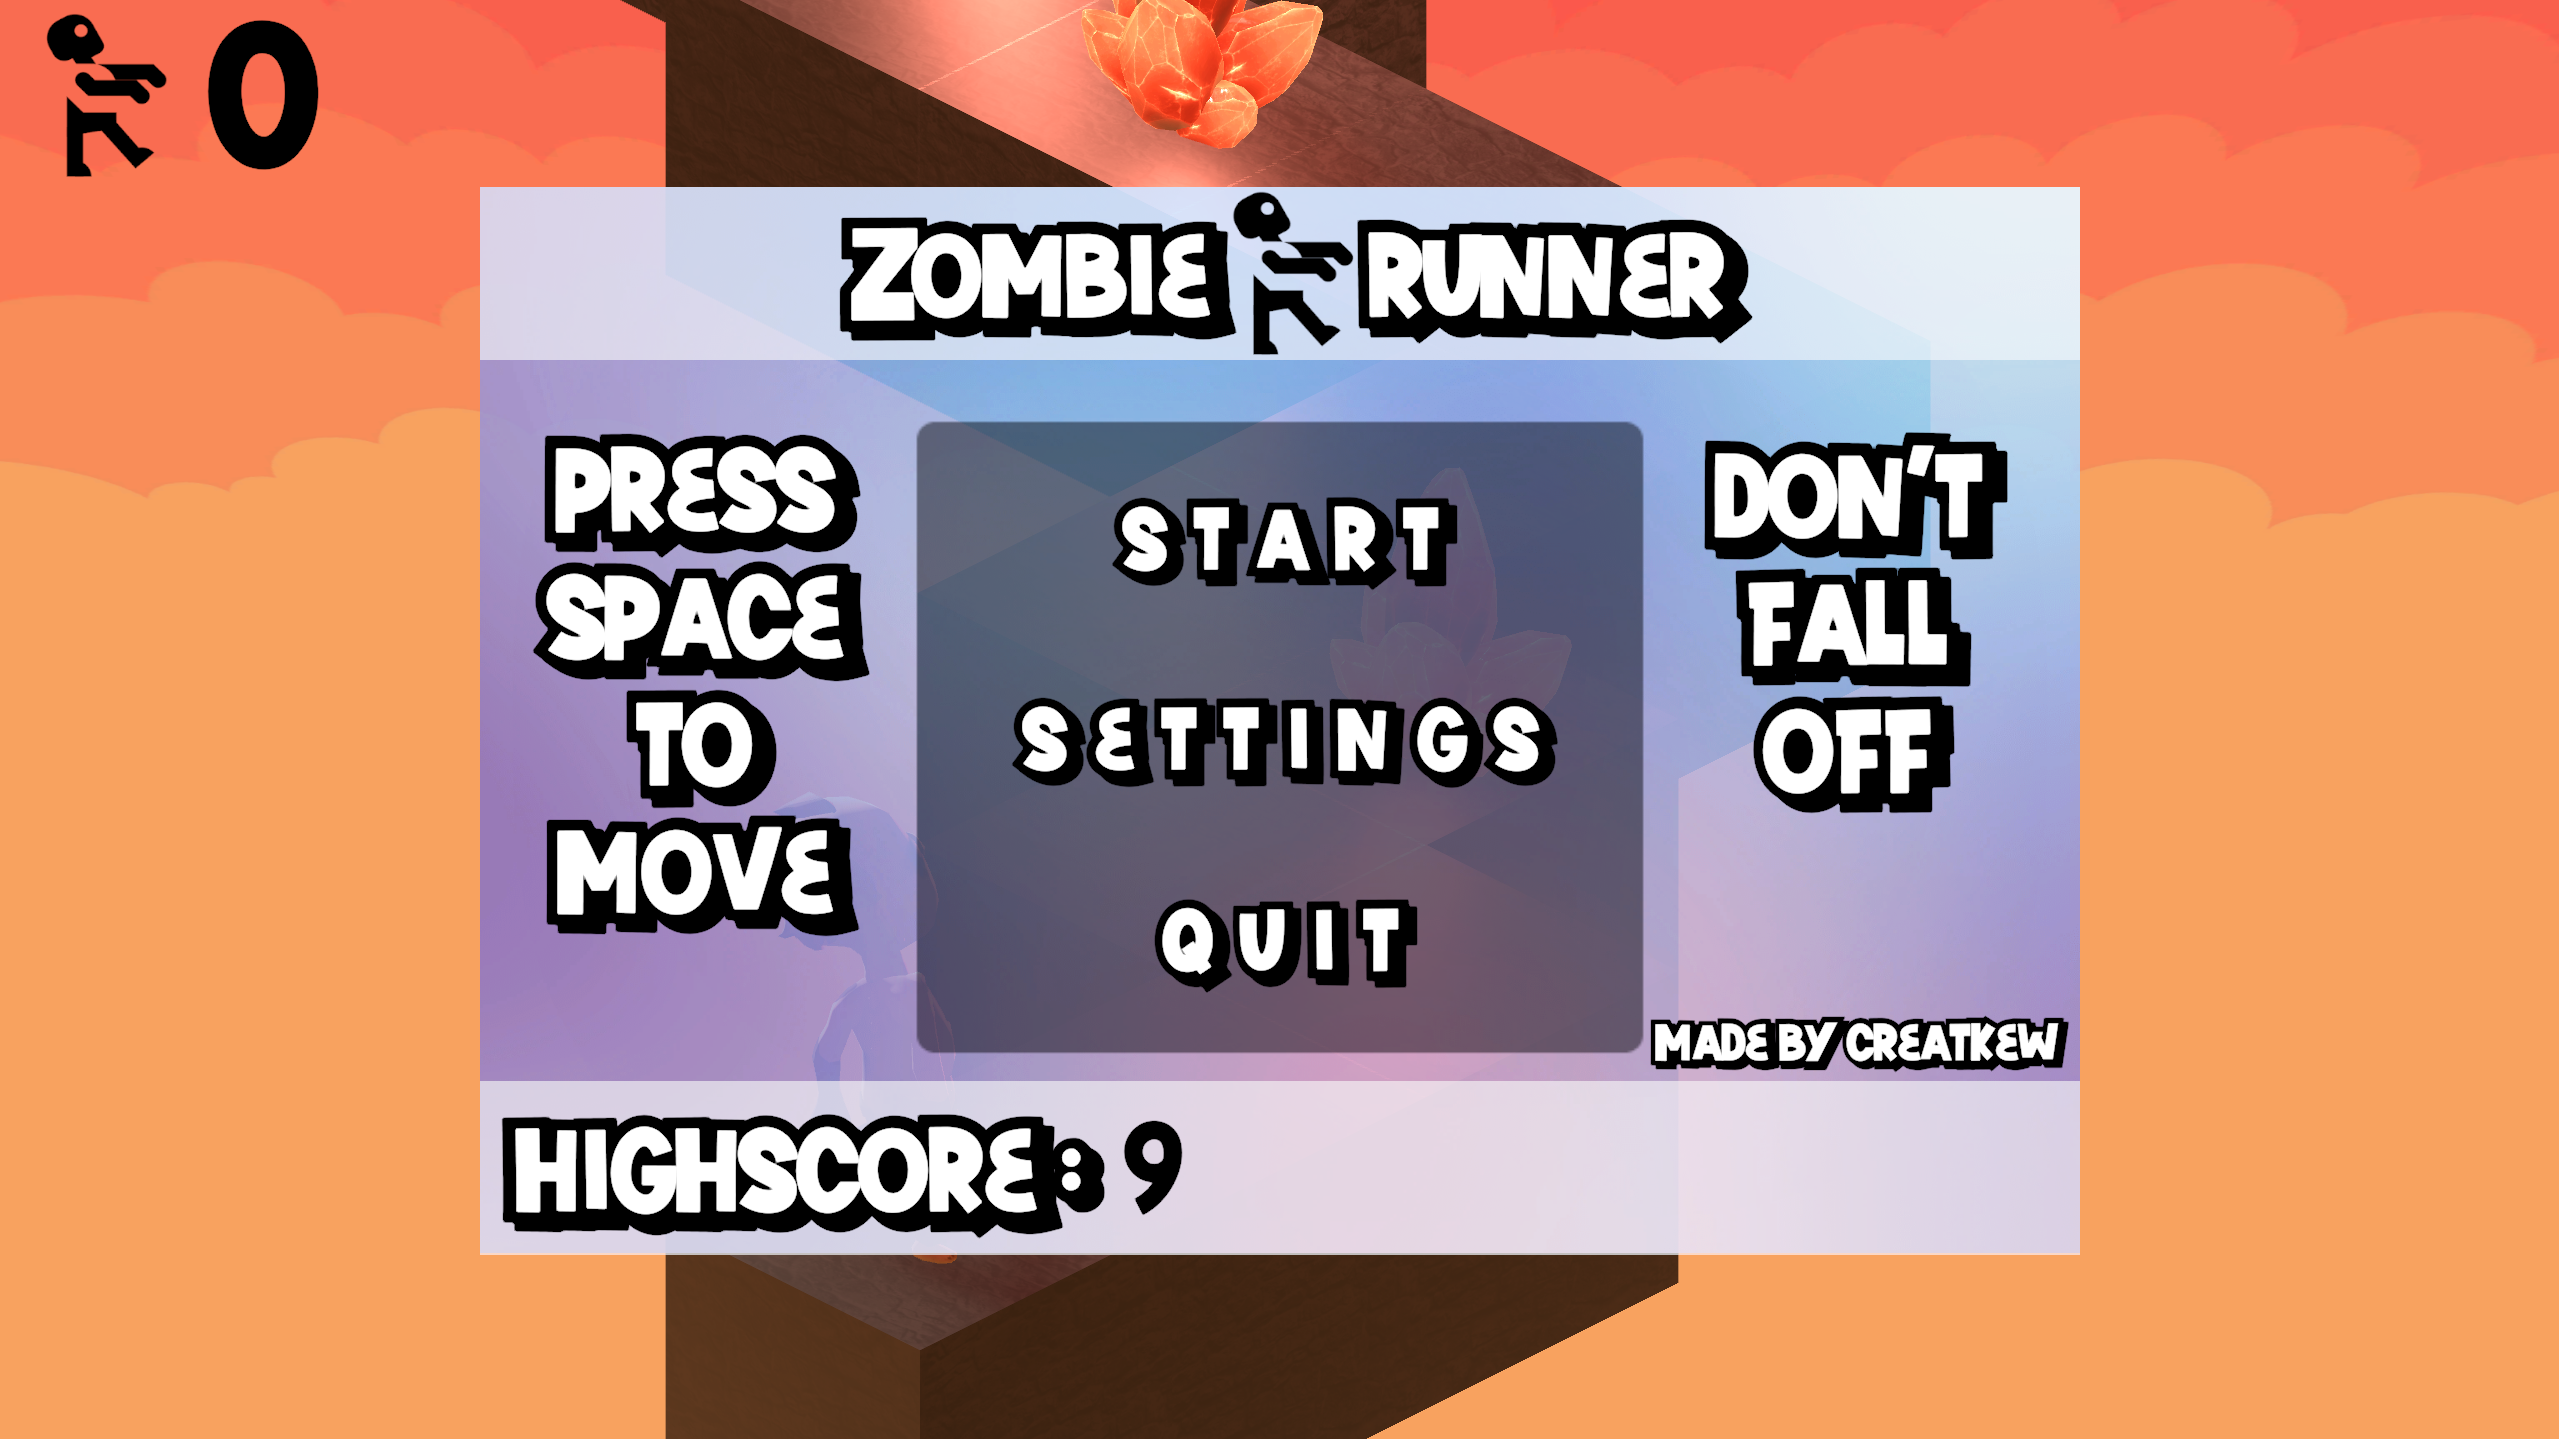 0
ZOMBIE RUNNER
PRESS
SPACE
TO
MOVE
START
SETTINGS
QUIT
DON'T
FALL
OFF
MADE BY CREATKEW
HIGHSCORE: 9